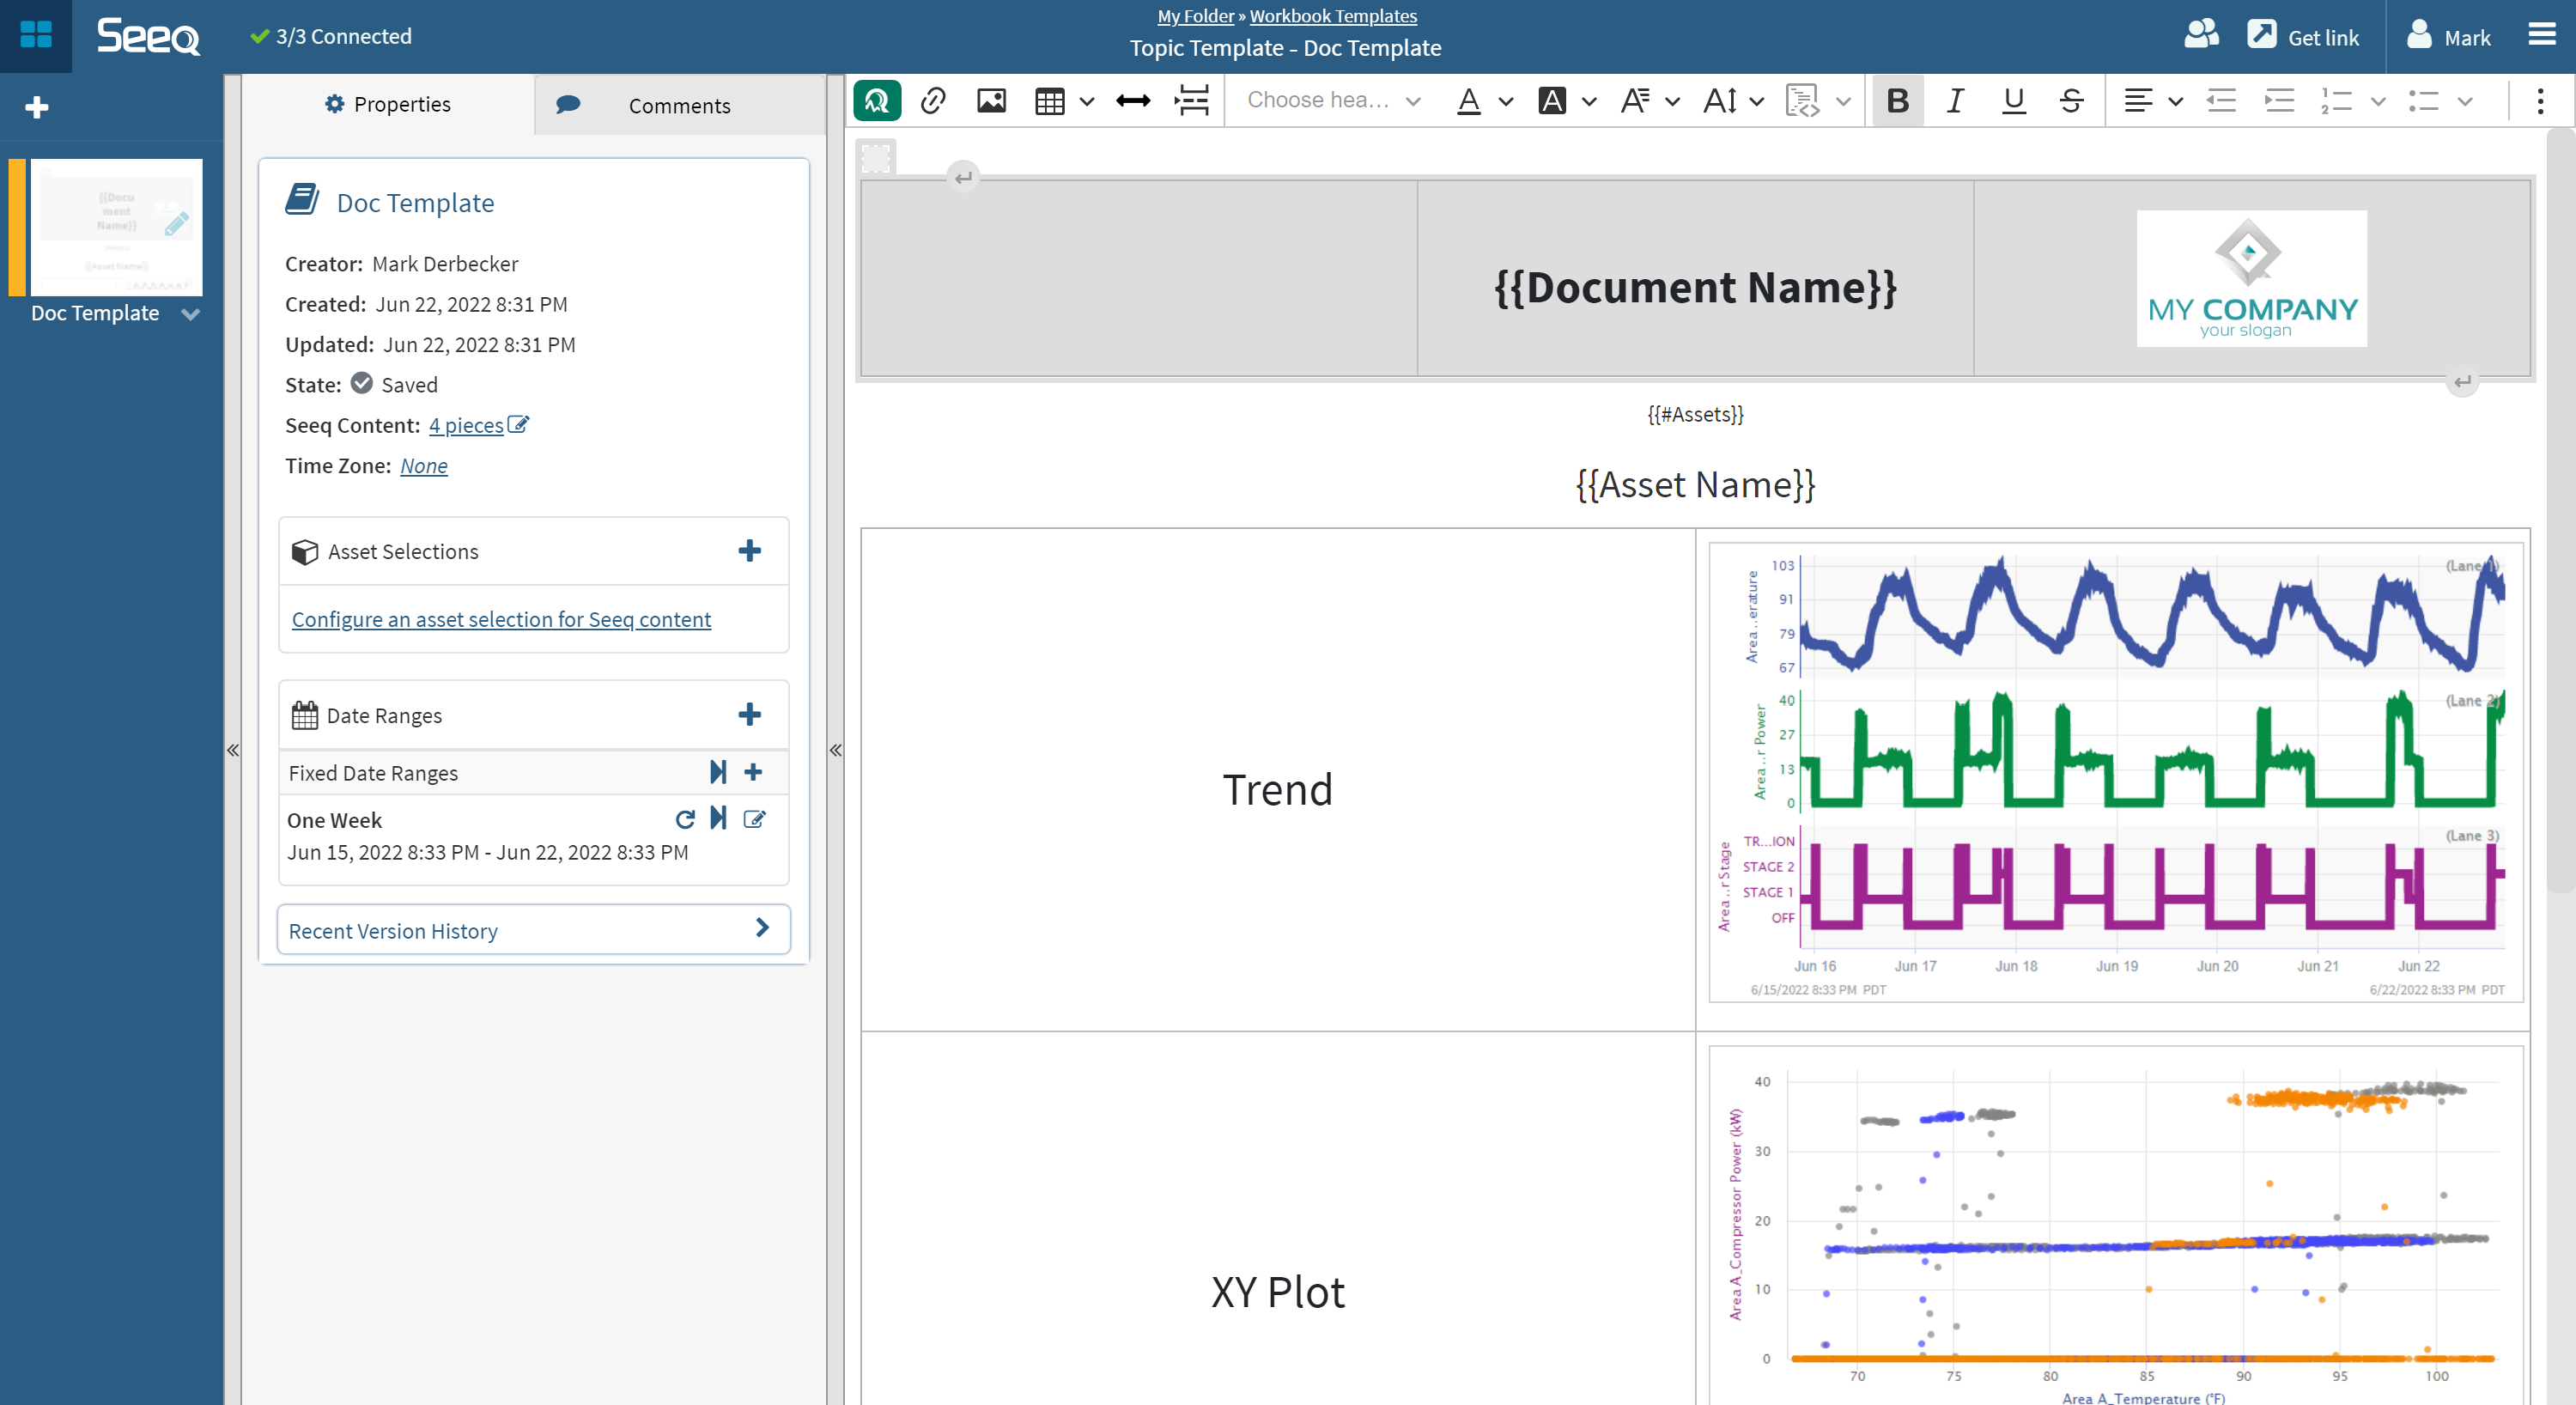 Seeq
3/3 Connected
My Folder » Workbook Templates
Topic Template - Doc Template
Get link
Mark
{{Docu
ment
Name}}
{{Asset Name}}
Doc Template
Properties
Comments
Doc Template
Creator: Mark Derbecker
Created: Jun 22, 2022 8:31 PM
Updated: Jun 22, 2022 8:31 PM
State: Saved
Seeq Content: 4 pieces
Time Zone: None
Asset Selections
Configure an asset selection for Seeq content
Date Ranges
Fixed Date Ranges
One Week
Jun 15, 2022 8:33 PM - Jun 22, 2022 8:33 PM
Recent Version History
Choose hea...
{{Document Name}}
MY COMPANY
your slogan
{{#Assets}}
{{Asset Name}}
Trend
Area ..erature
103
91
79
67
(Lane 1)
Area ..r Power
40
27
13
0
(Lane 2)
Area ..r Stage
TR...ION
STAGE 2
STAGE 1
OFF
(Lane 3)
Jun 16 Jun 17 Jun 18 Jun 19 Jun 20 Jun 21 Jun 22
6/15/2022 8:33 PM PDT 6/22/2022 8:33 PM PDT
XY Plot
Area A_Compressor Power (kW)
40
30
20
10
0
70 75 80 85 90 95 100
Area A_Temperature (°F)